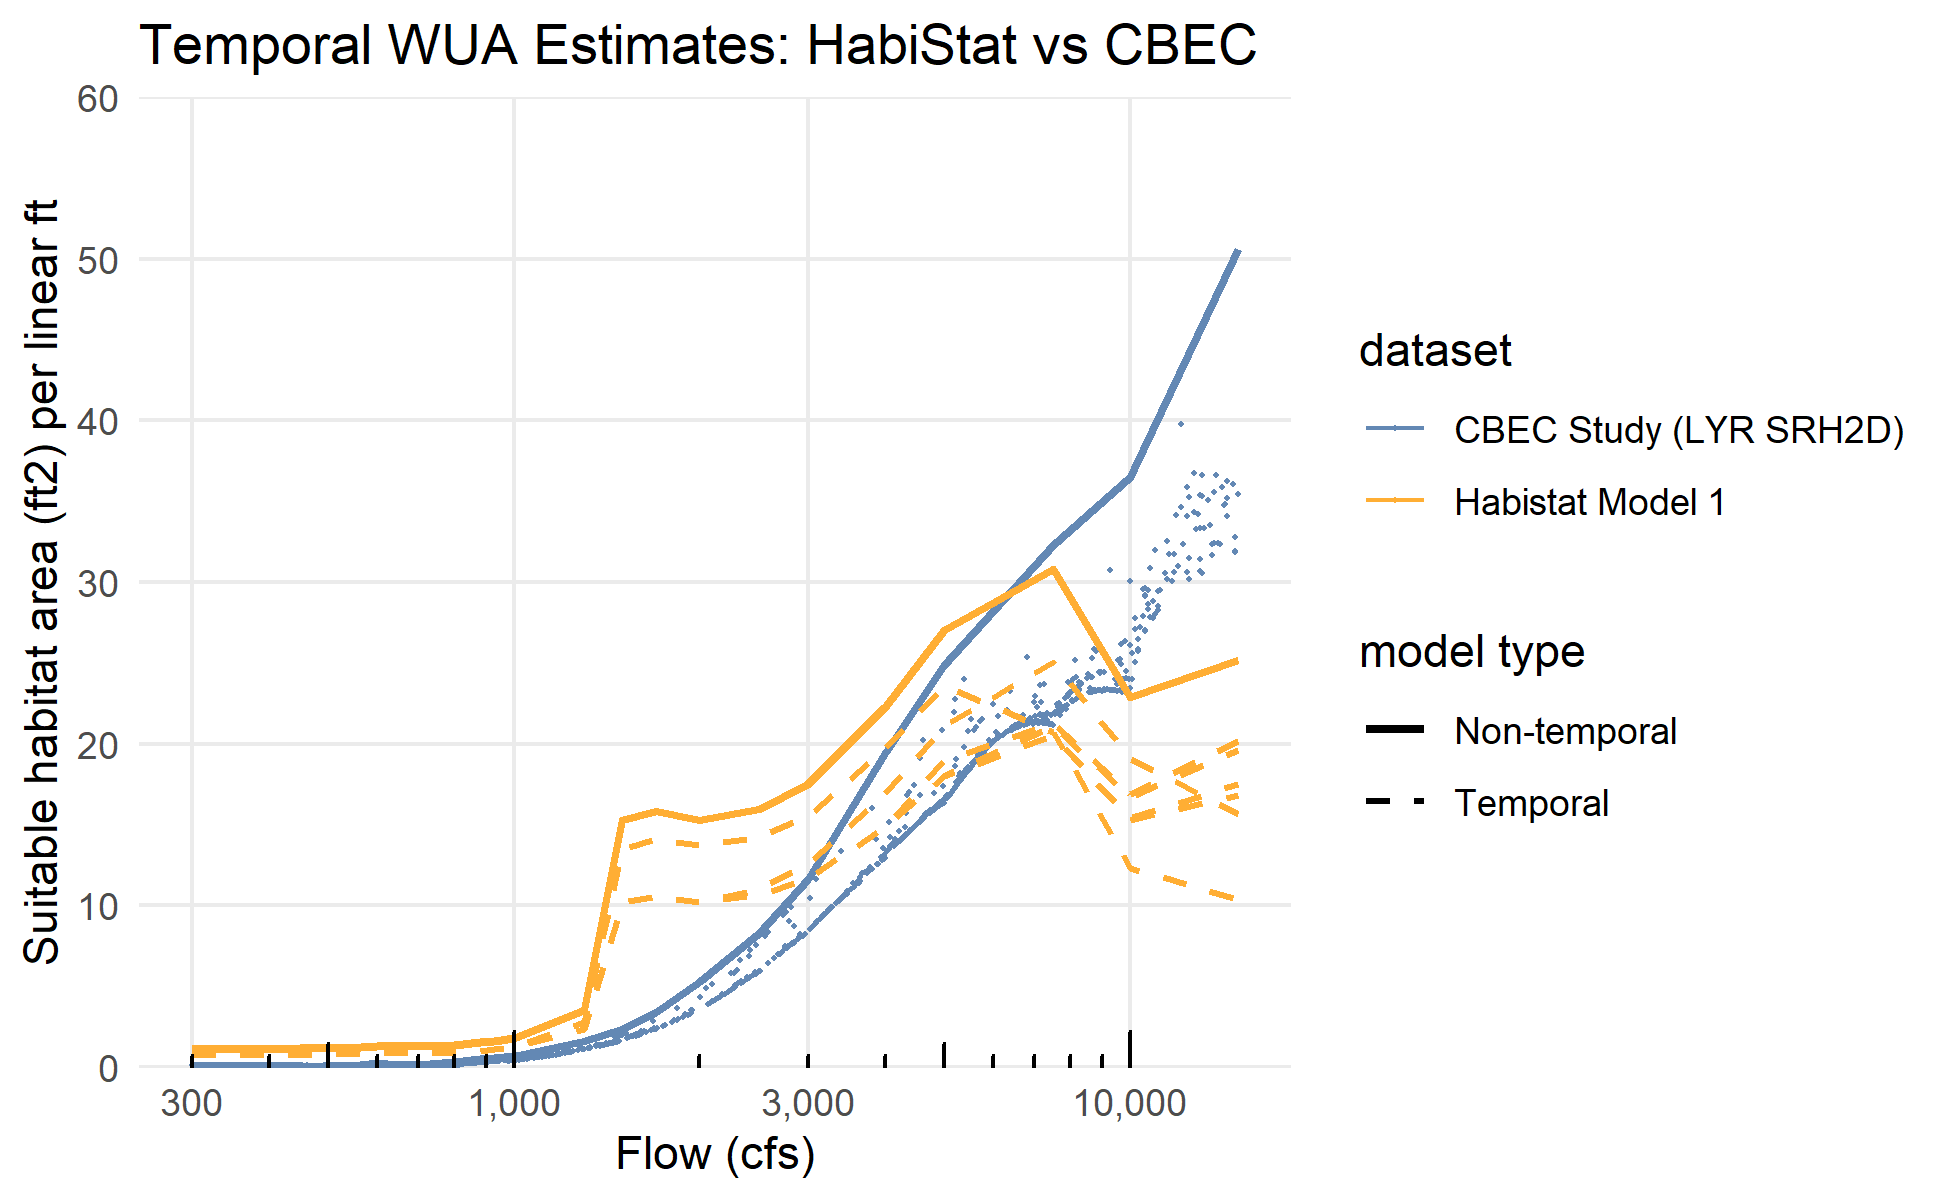 Temporal WUA Estimates: HabiStat vs CBEC
Suitable habitat area (ft2) per linear ft
60
50
40
30
20
10
0
300
1,000
3,000
10,000
Flow (cfs)
dataset
CBEC Study (LYR SRH2D)
Habistat Model 1
model type
Non-temporal
Temporal